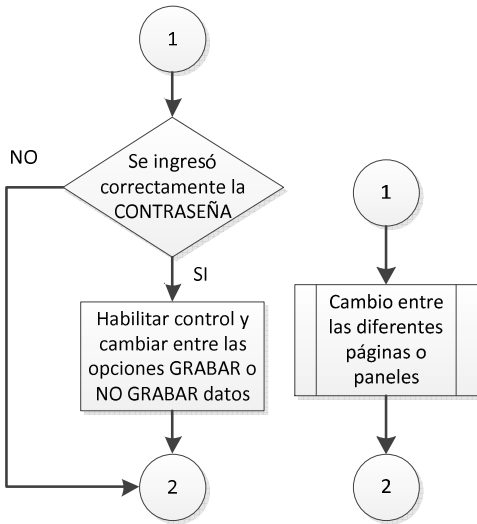 1
Se ingresó
correctamente la
CONTRASEÑA
NO
SI
Habilitar control y
cambiar entre las
opciones GRABAR o
NO GRABAR datos
2
1
Cambio entre
las diferentes
páginas o
paneles
2